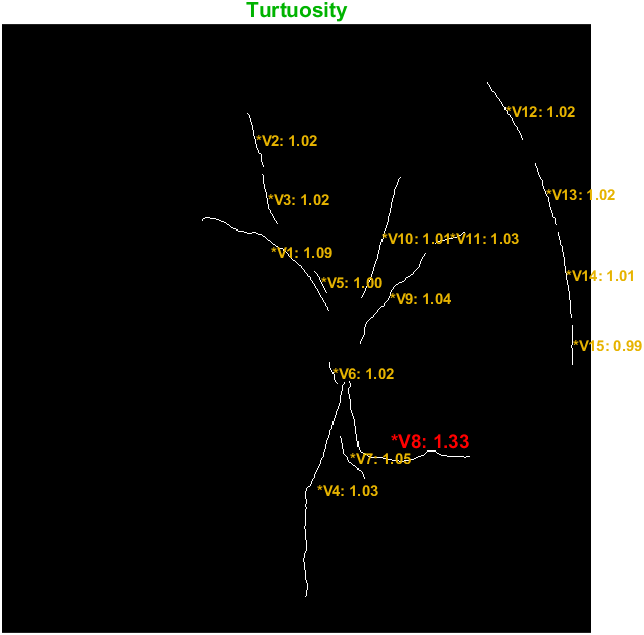 Turtuosity
*V12: 1.02
*V2: 1.02
*V3: 1.02
*V13: 1.02
*V10: 1.01
*V11: 1.03
*V1: 1.09
*V14: 1.01
*V5: 1.00
*V9: 1.04
*V15: 0.99
*V6: 1.02
*V8: 1.33
*V7: 1.05
*V4: 1.03